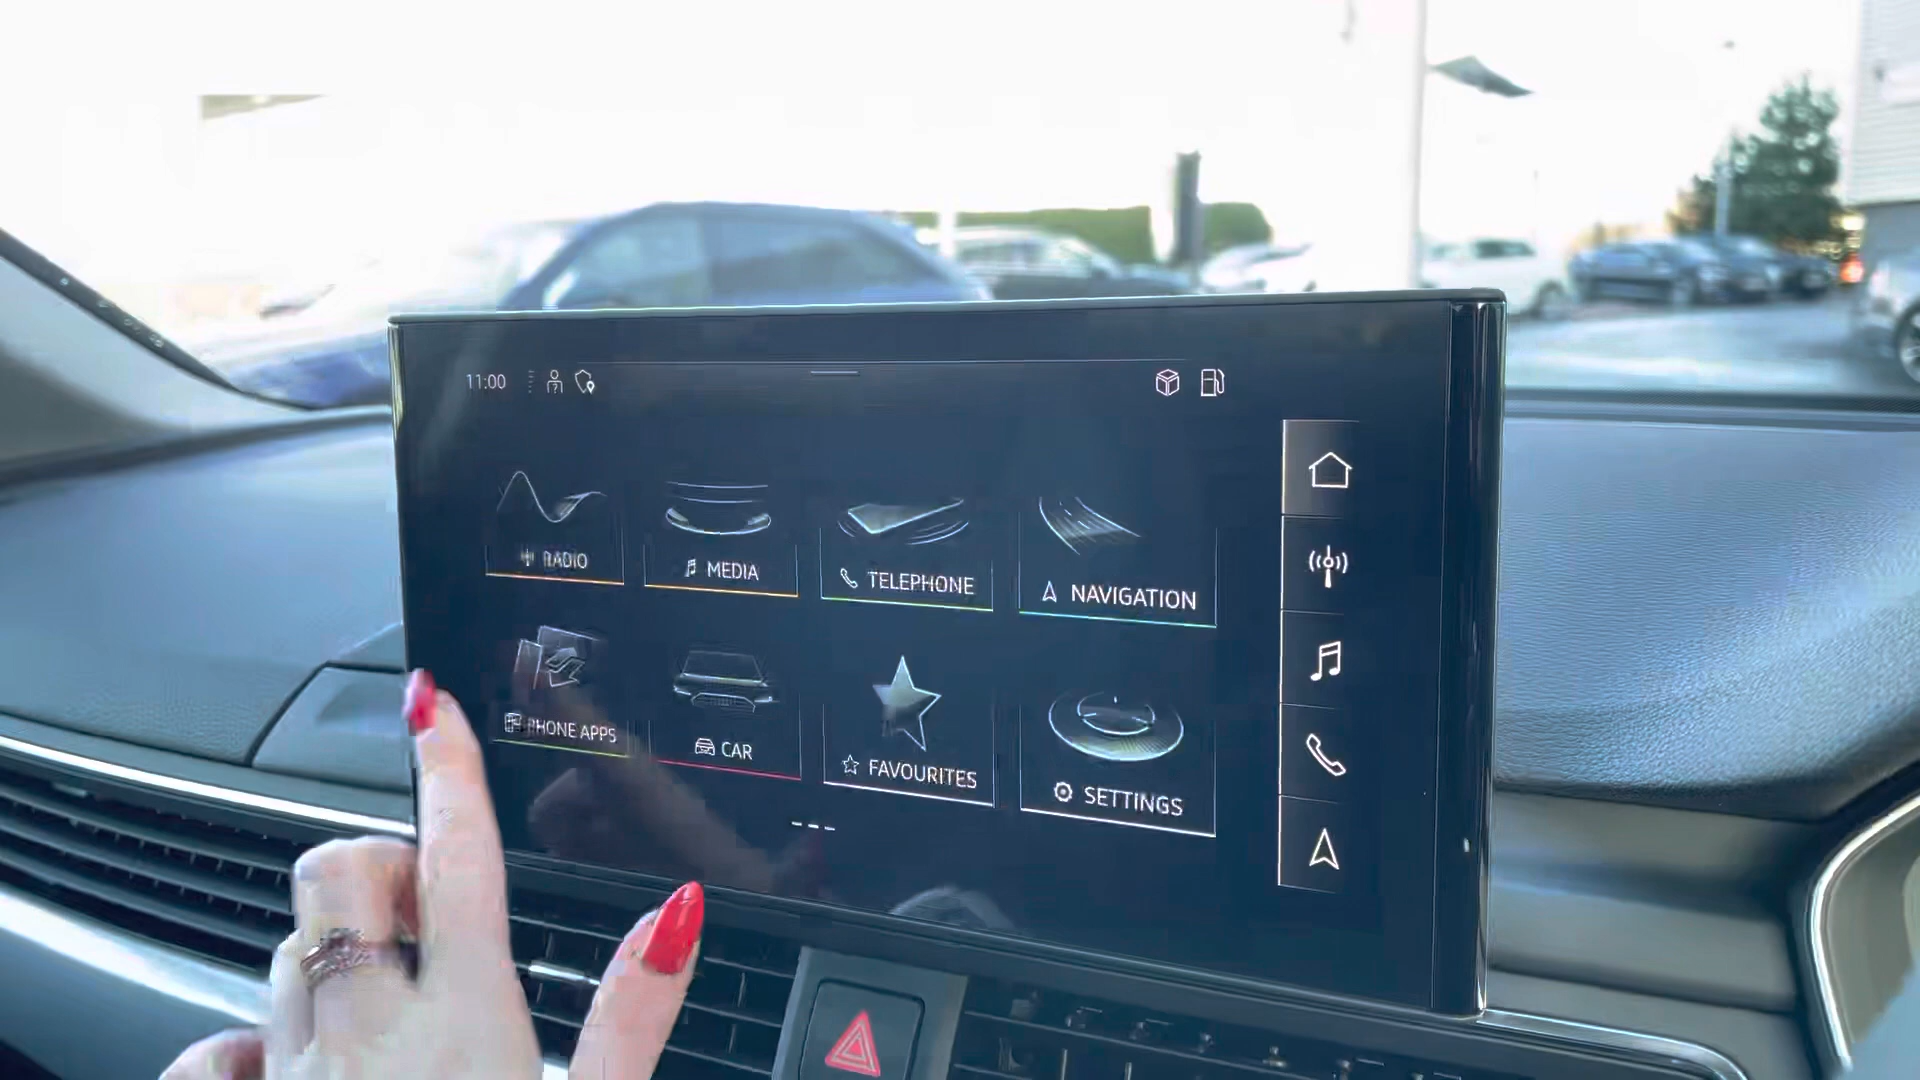 11:00
RADIO
MEDIA
TELEPHONE
NAVIGATION
PHONE APPS
CAR
FAVOURITES
SETTINGS